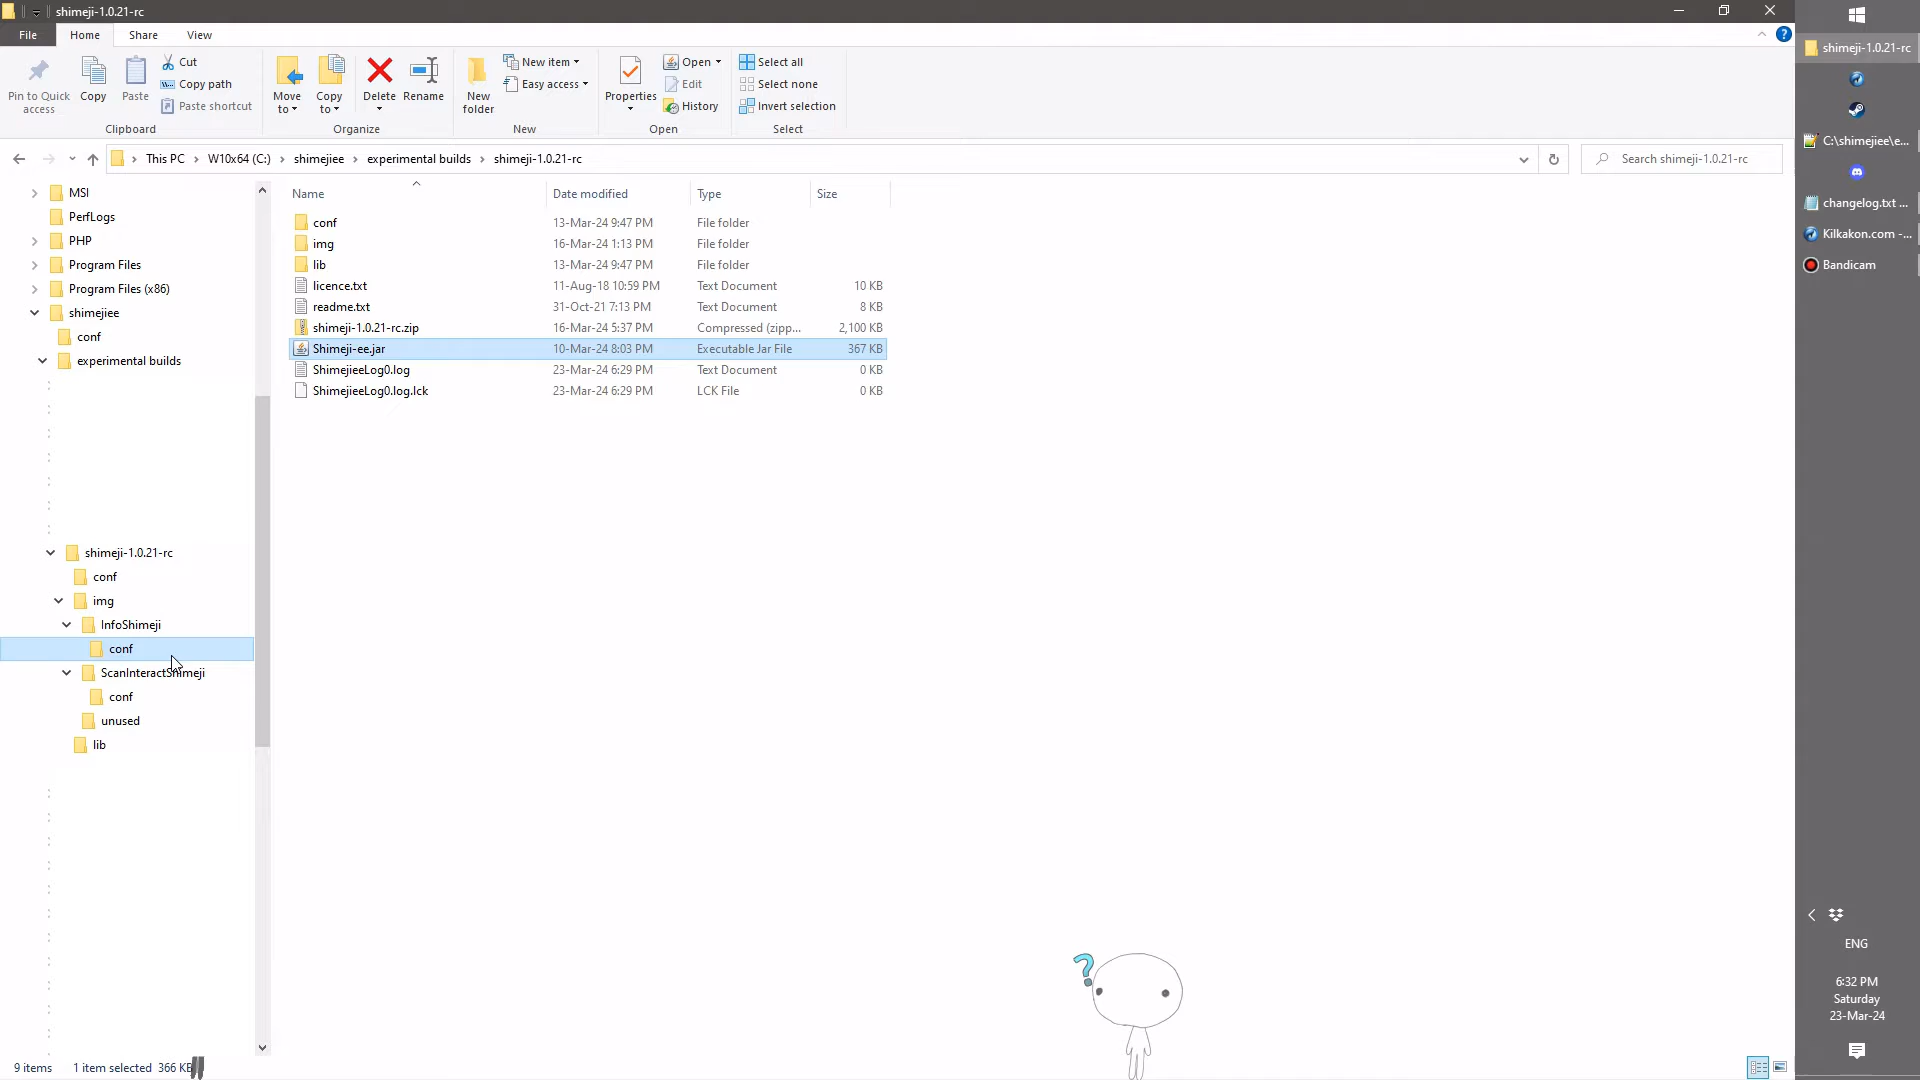 shimeji-1.0.21-rc
File Home Share View
Pin to Quick access
Copy
Paste
Cut
Copy path
Paste shortcut
Clipboard
Move to
Copy to
Delete
Rename
Organize
New folder
New item
Easy access
New
Properties
Open
Edit
History
Open
Select all
Select none
Invert selection
Select
This PC > W10x64 (C:) > shimejiee > experimental builds > shimeji-1.0.21-rc
Search shimeji-1.0.21-rc
MSI
PerfLogs
PHP
Program Files
Program Files (x86)
shimejiee
conf
experimental builds
shimeji-1.0.21-rc
conf
img
InfoShimeji
conf
ScanInteractShimeji
conf
unused
lib
Name Date modified Type Size
conf 13-Mar-24 9:47 PM File folder
img 16-Mar-24 1:13 PM File folder
lib 13-Mar-24 9:47 PM File folder
licence.txt 11-Aug-18 10:59 PM Text Document 10 KB
readme.txt 31-Oct-21 7:13 PM Text Document 8 KB
shimeji-1.0.21-rc.zip 16-Mar-24 5:37 PM Compressed (zipp... 2,100 KB
Shimeji-ee.jar 10-Mar-24 8:03 PM Executable Jar File 367 KB
ShimejieeLog0.log 23-Mar-24 6:29 PM Text Document 0 KB
ShimejieeLog0.log.lck 23-Mar-24 6:29 PM LCK File 0 KB
?
9 items 1 item selected 366 KB
shimeji-1.0.21-rc
C:\shimejiee\e...
changelog.txt ...
Kilkakon.com -...
Bandicam
ENG
6:32 PM
Saturday
23-Mar-24